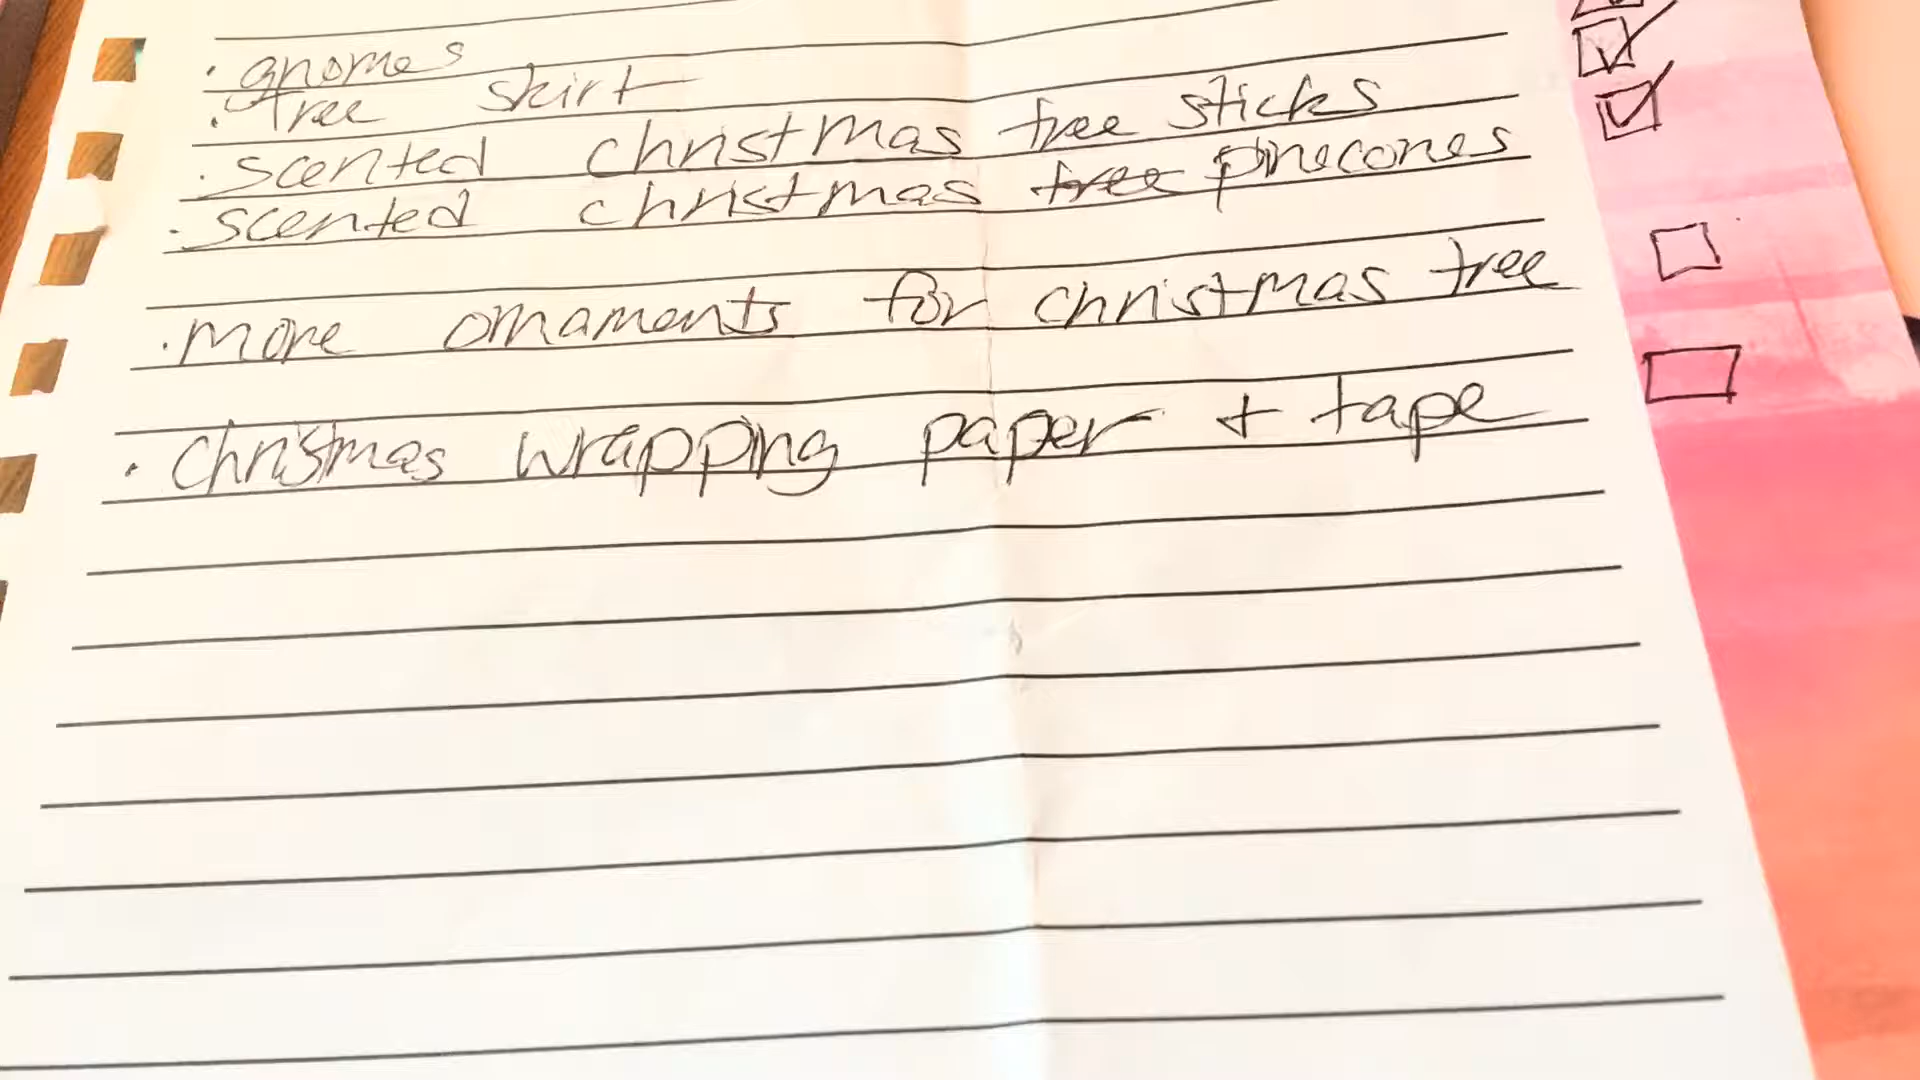 · gnomes
· Tree skirt
· scented christmas tree sticks
· scented christmas tree pinecones
· more ornaments for christmas tree
· christmas wrapping paper + tape